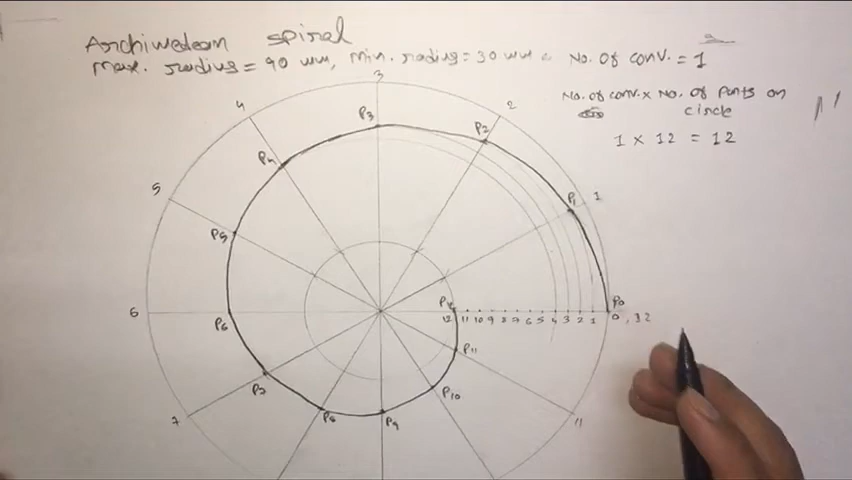 Archimedean spiral
Max. radius = 90 mm, Min. radius = 30 mm No. of conv. = 1
No. of conv. x No. of parts on
circle
1 x 12 = 12
3
4
2
P3
P2
P4
5
P1
1
P5
6
P6
P12
P0
12 11 10 9 8 7 6 5 4 3 2 1 0, 12
P11
P7
P10
7
P8
P9
11